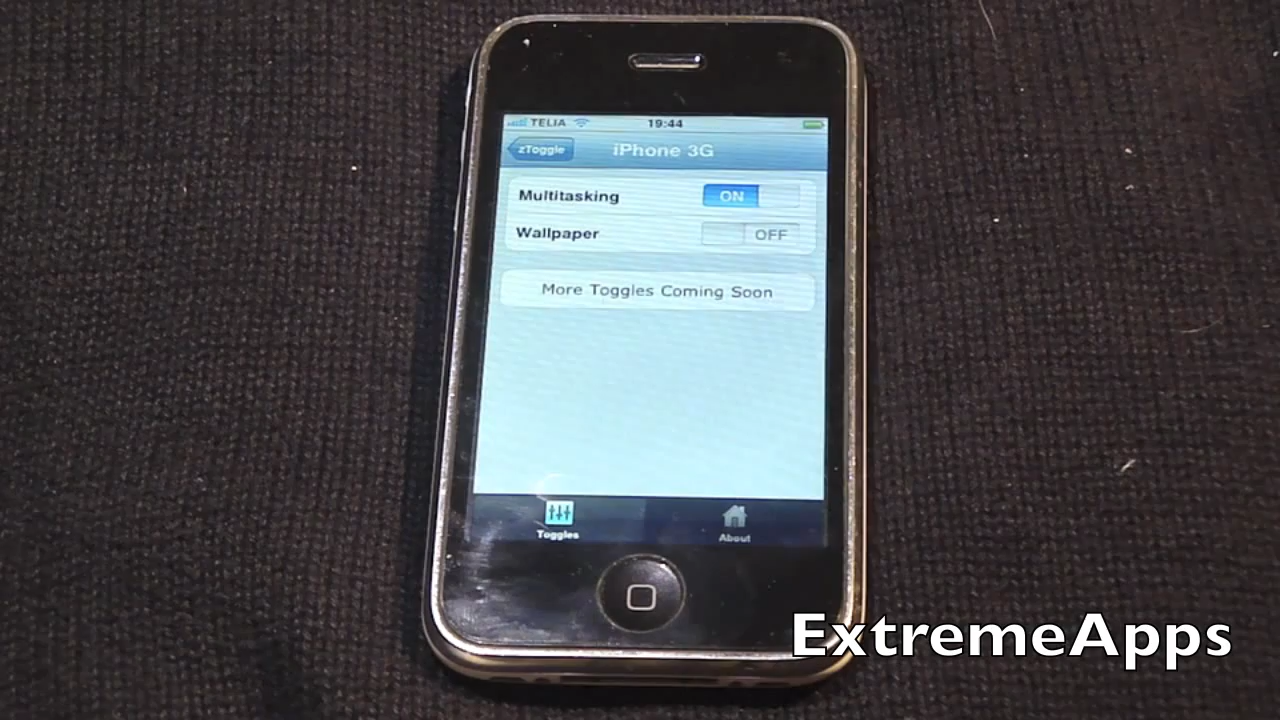 TELIA 19:44
zToggle iPhone 3G
Multitasking ON
Wallpaper OFF
More Toggles Coming Soon
Toggles About
ExtremeApps